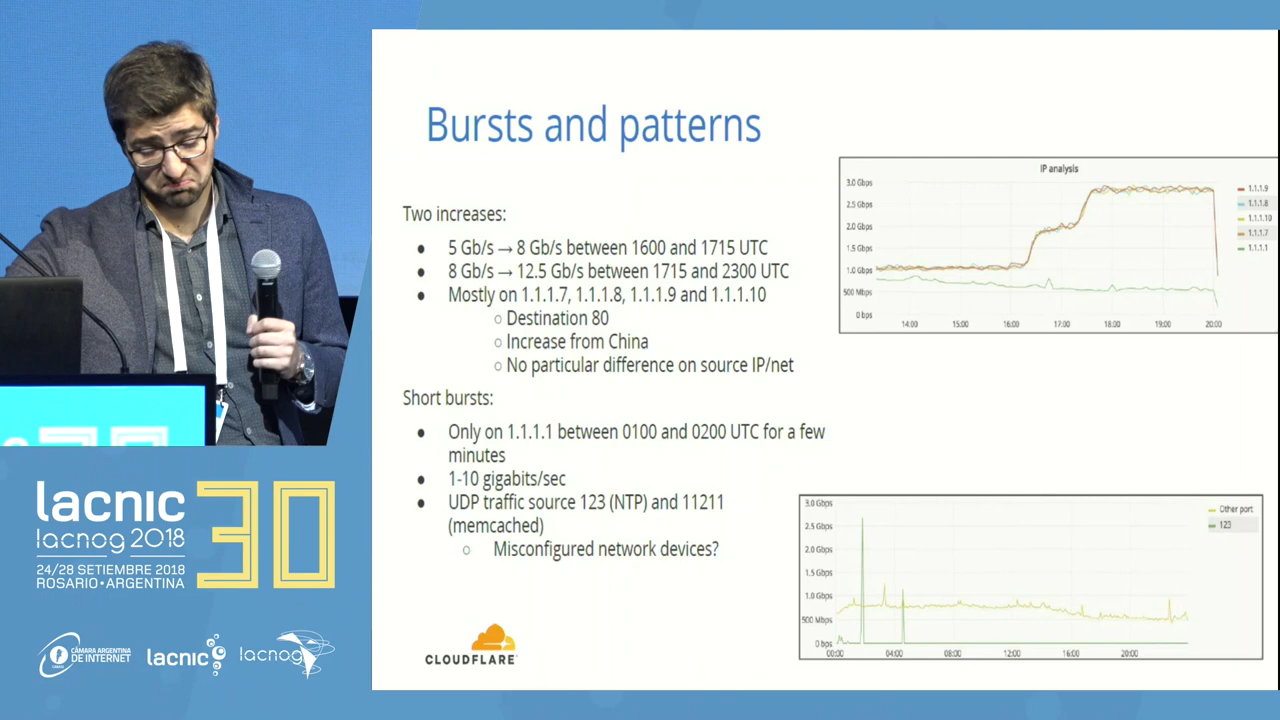 Bursts and patterns
Two increases:
● 5 Gb/s → 8 Gb/s between 1600 and 1715 UTC
● 8 Gb/s → 12.5 Gb/s between 1715 and 2300 UTC
● Mostly on 1.1.1.7, 1.1.1.8, 1.1.1.9 and 1.1.1.10
○ Destination 80
○ Increase from China
○ No particular difference on source IP/net
Short bursts:
● Only on 1.1.1.1 between 0100 and 0200 UTC for a few
minutes
● 1-10 gigabits/sec
● UDP traffic source 123 (NTP) and 11211
(memcached)
○ Misconfigured network devices?
CLOUDFLARE
IP analysis
3.0 Gbps
2.5 Gbps
2.0 Gbps
1.5 Gbps
1.0 Gbps
500 Mbps
0 bps
14:00 15:00 16:00 17:00 18:00 19:00 20:00
1.1.1.9
1.1.1.8
1.1.1.10
1.1.1.7
1.1.1.1
3.0 Gbps
2.5 Gbps
2.0 Gbps
1.5 Gbps
1.0 Gbps
500 Mbps
0 bps
00:00 04:00 08:00 12:00 16:00 20:00
Other port
123
lacnic 30
lacnog 2018
24/28 SETIEMBRE 2018
ROSARIO•ARGENTINA
CÁMARA ARGENTINA
DE INTERNET
lacnic
lacnog